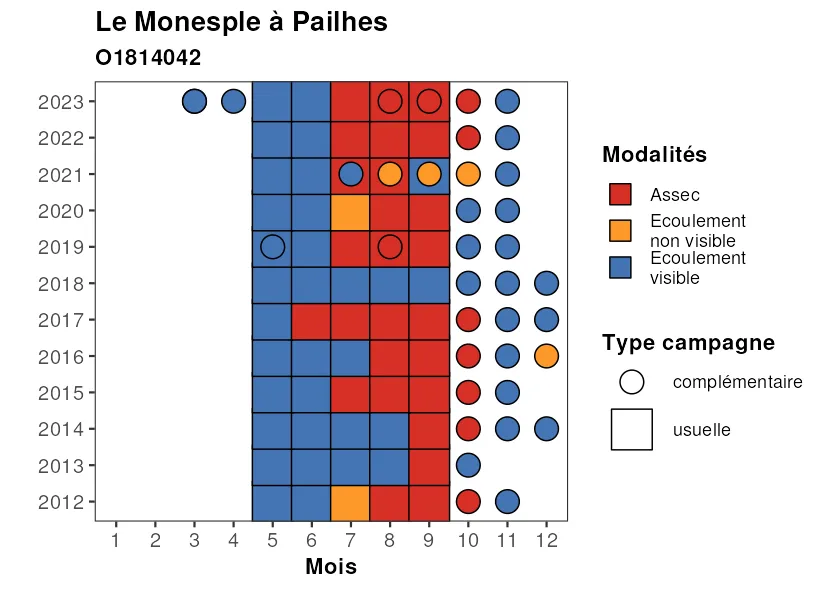 Le Monesple à Pailhes
O1814042
2023
2022
2021
2020
2019
2018
2017
2016
2015
2014
2013
2012
1 2 3 4 5 6 7 8 9 10 11 12
Mois
Modalités
Assec
Ecoulement
non visible
Ecoulement
visible
Type campagne
complémentaire
usuelle